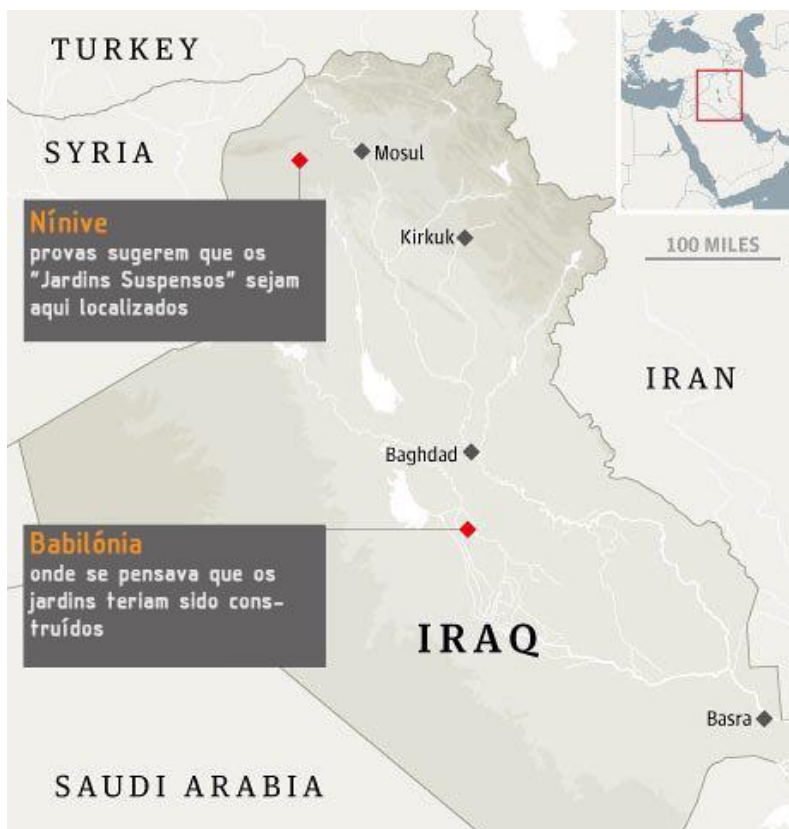 TURKEY
SYRIA
Mosul
Nínive
provas sugerem que os
"Jardins Suspensos" sejam
aqui localizados
Kirkuk
100 MILES
IRAN
Baghdad
Babilónia
onde se pensava que os
jardins teriam sido cons-
truídos
IRAQ
Basra
SAUDI ARABIA